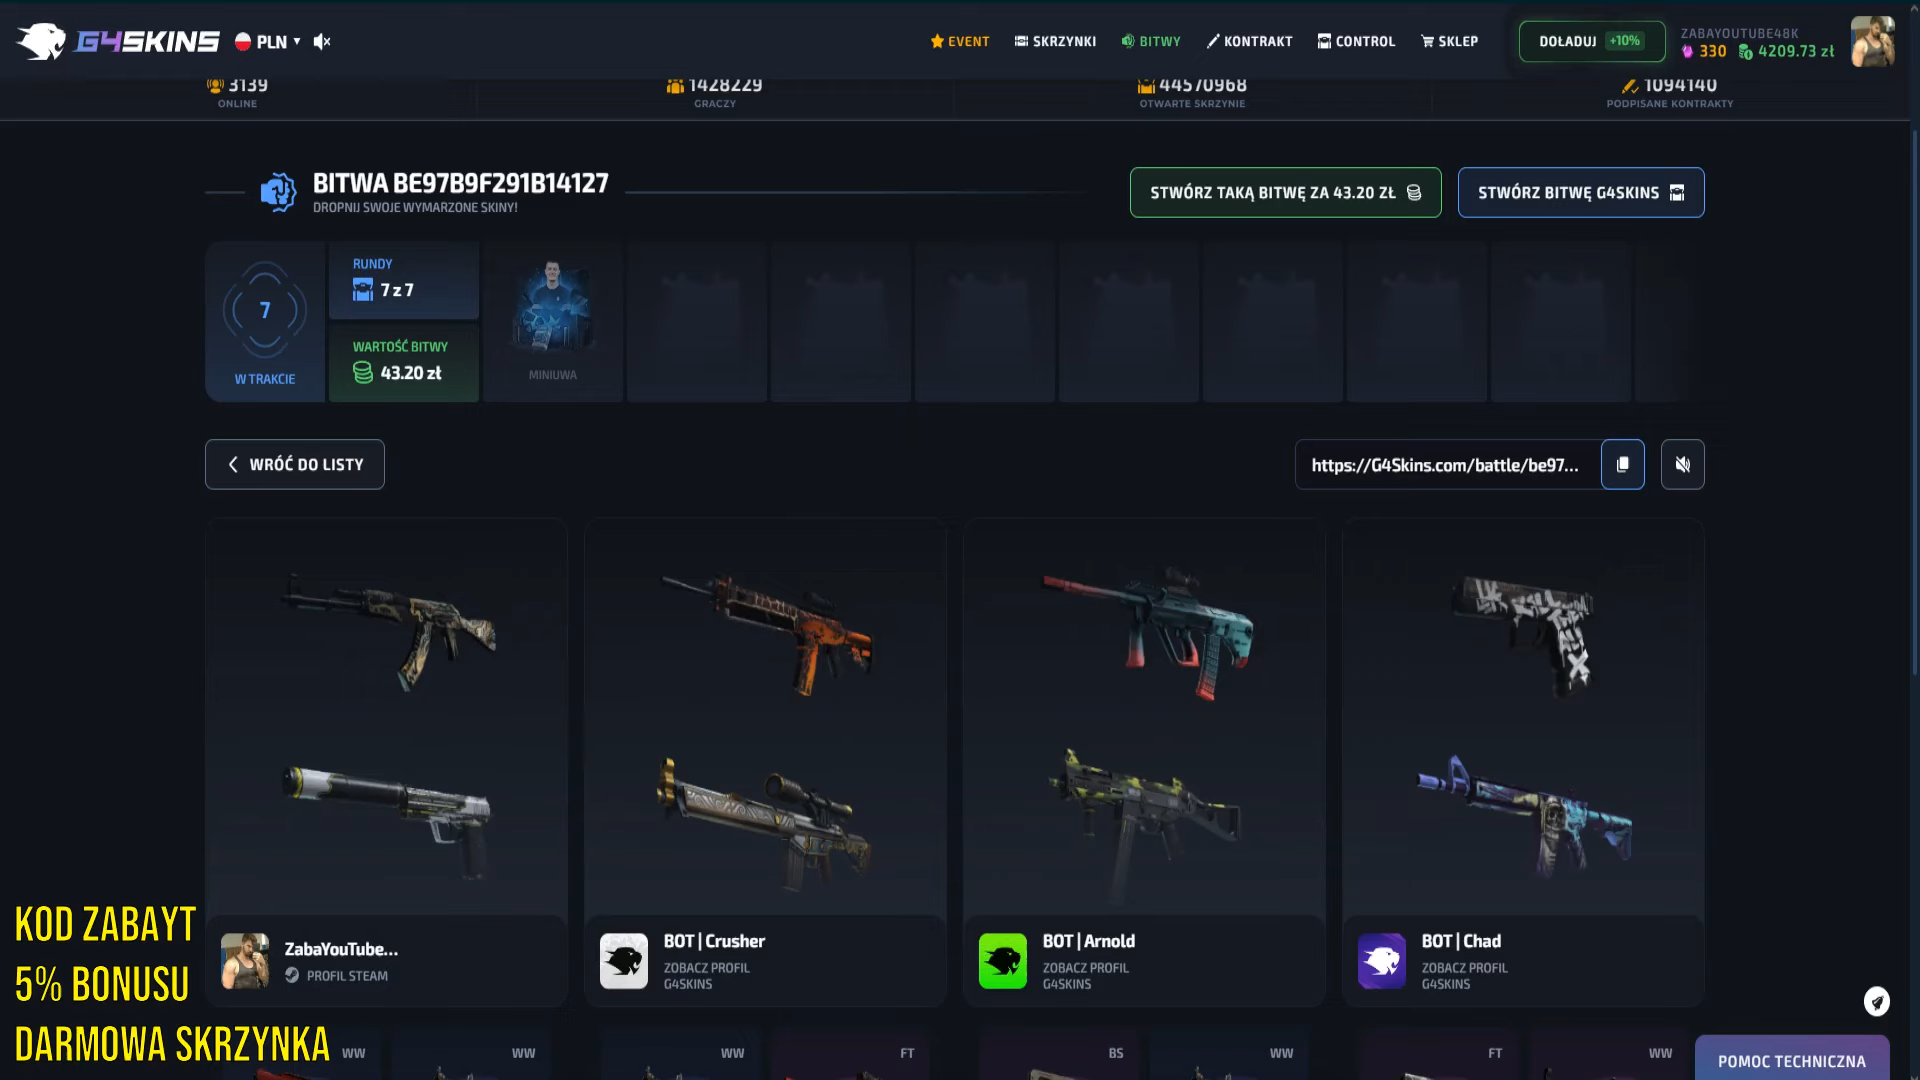 G4SKINS
PLN
EVENT
SKRZYNKI
BITWY
KONTRAKT
CONTROL
SKLEP
DOŁADUJ +10%
ZABAYOUTUBE48K
330 4209.73 zł
3139
ONLINE
1428229
GRACZY
44570968
OTWARTE SKRZYNIE
1094140
PODPISANE KONTRAKTY
BITWA BE97B9F291B14127
DROPNIJ SWOJE WYMARZONE SKINY!
STWÓRZ TAKĄ BITWĘ ZA 43.20 ZŁ
STWÓRZ BITWĘ G4SKINS
7
W TRAKCIE
RUNDY
7 z 7
WARTOŚĆ BITWY
43.20 zł
MINIUWA
WRÓĆ DO LISTY
https://G4Skins.com/battle/be97...
ZabaYouTube...
PROFIL STEAM
BOT | Crusher
ZOBACZ PROFIL
G4SKINS
BOT | Arnold
ZOBACZ PROFIL
G4SKINS
BOT | Chad
ZOBACZ PROFIL
G4SKINS
KOD ZABAYT
5% BONUSU
DARMOWA SKRZYNKA
WW
WW
WW
FT
BS
WW
FT
WW
POMOC TECHNICZNA